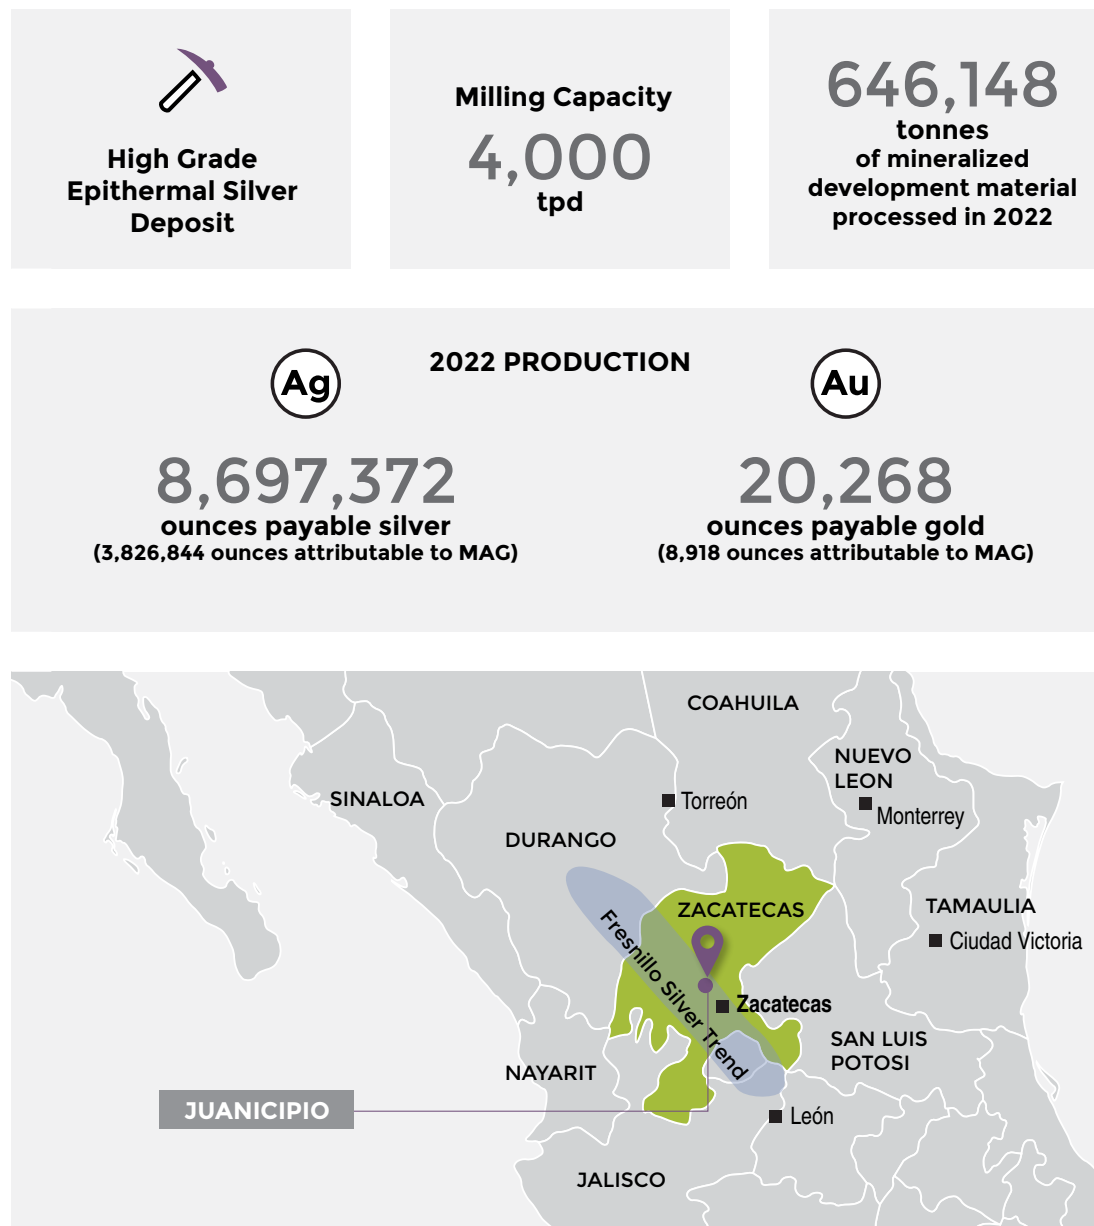 High Grade
Epithermal Silver
Deposit
Milling Capacity
4,000
tpd
646,148
tonnes
of mineralized
development material
processed in 2022
2022 PRODUCTION
Ag
Au
8,697,372
ounces payable silver
(3,826,844 ounces attributable to MAG)
20,268
ounces payable gold
(8,918 ounces attributable to MAG)
COAHUILA
NUEVO
LEON
SINALOA
Torreón
Monterrey
DURANGO
ZACATECAS
TAMAULIA
Fresnillo Silver Trend
Ciudad Victoria
Zacatecas
SAN LUIS
POTOSI
NAYARIT
JUANICIPIO
León
JALISCO